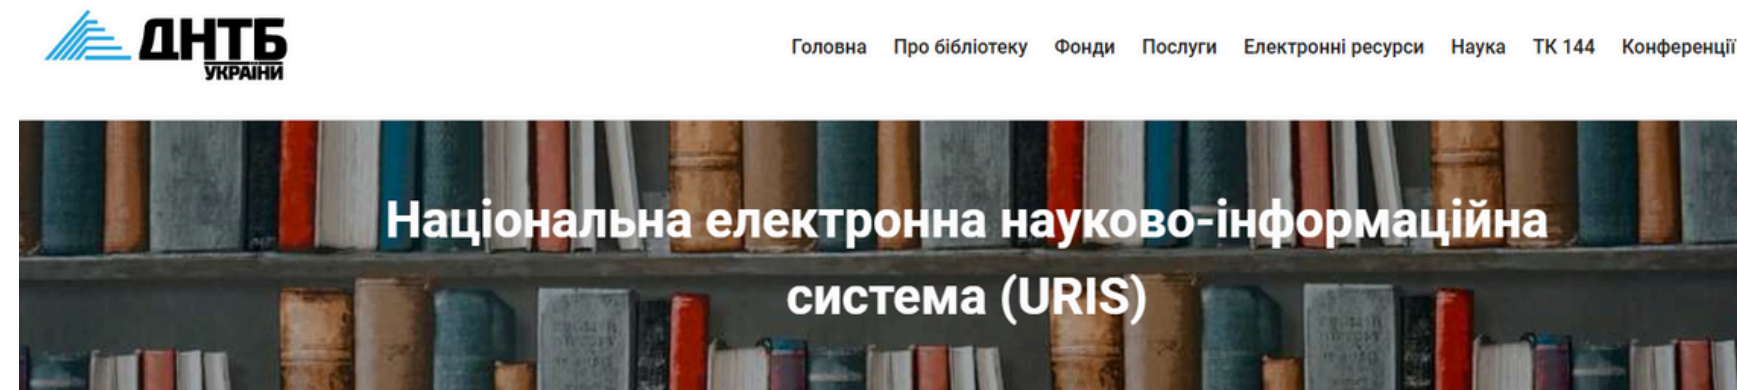 ДНТБ
УКРАЇНИ
Головна Про бібліотеку Фонди Послуги Електронні ресурси Наука ТК 144 Конференції
Національна електронна науково-інформаційна
система (URIS)